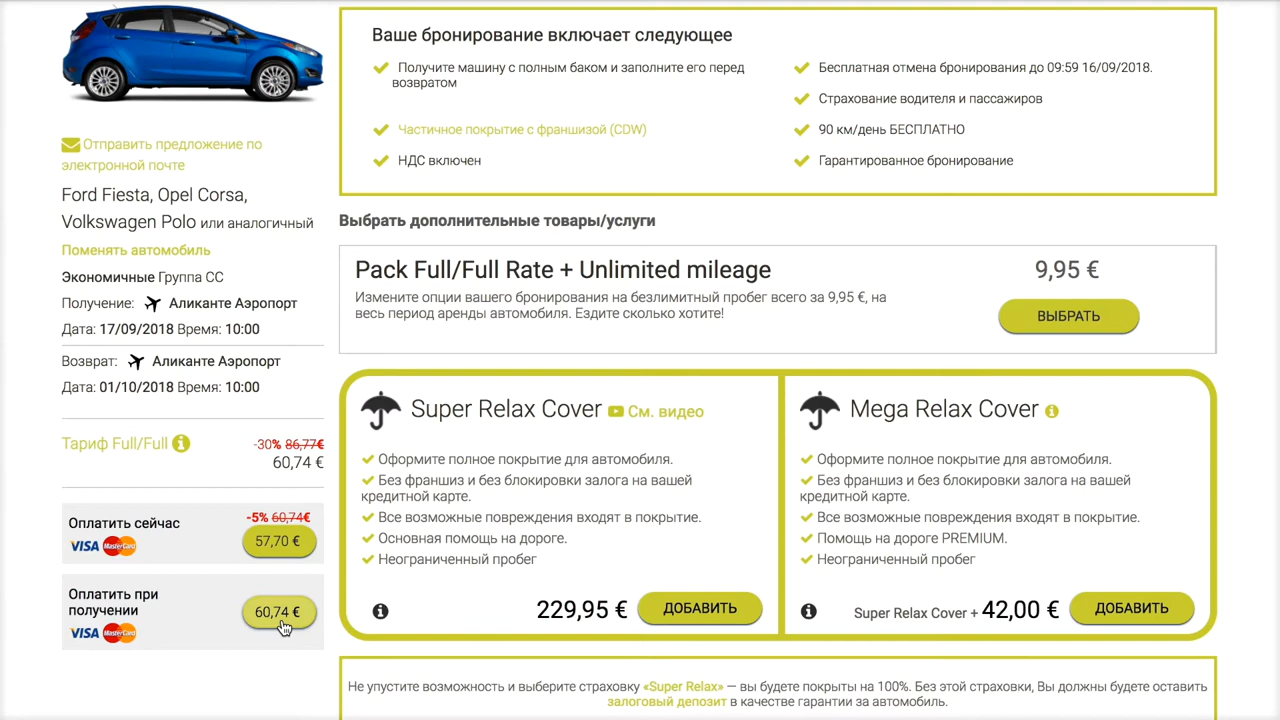 Ваше бронирование включает следующее
Получите машину с полным баком и заполните его перед
возвратом
Частичное покрытие с франшизой (CDW)
НДС включен
Бесплатная отмена бронирования до 09:59 16/09/2018.
Страхование водителя и пассажиров
90 км/день БЕСПЛАТНО
Гарантированное бронирование
Отправить предложение по
электронной почте
Ford Fiesta, Opel Corsa,
Volkswagen Polo или аналогичный
Поменять автомобиль
Экономичные Группа CC
Получение: Аликанте Аэропорт
Дата: 17/09/2018 Время: 10:00
Возврат: Аликанте Аэропорт
Дата: 01/10/2018 Время: 10:00
Тариф Full/Full
-30% 86,77€
60,74 €
Оплатить сейчас
VISA MasterCard
-5% 60,74€
57,70 €
Оплатить при
получении
VISA MasterCard
60,74 €
Выбрать дополнительные товары/услуги
Pack Full/Full Rate + Unlimited mileage
Измените опции вашего бронирования на безлимитный пробег всего за 9,95 €, на
весь период аренды автомобиля. Ездите сколько хотите!
9,95 €
ВЫБРАТЬ
Super Relax Cover См. видео
Оформите полное покрытие для автомобиля.
Без франшиз и без блокировки залога на вашей
кредитной карте.
Все возможные повреждения входят в покрытие.
Основная помощь на дороге.
Неограниченный пробег
229,95 € ДОБАВИТЬ
Mega Relax Cover
Оформите полное покрытие для автомобиля.
Без франшиз и без блокировки залога на вашей
кредитной карте.
Все возможные повреждения входят в покрытие.
Помощь на дороге PREMIUM.
Неограниченный пробег
Super Relax Cover + 42,00 € ДОБАВИТЬ
Не упустите возможность и выберите страховку «Super Relax» — вы будете покрыты на 100%. Без этой страховки, Вы должны будете оставить
залоговый депозит в качестве гарантии за автомобиль.